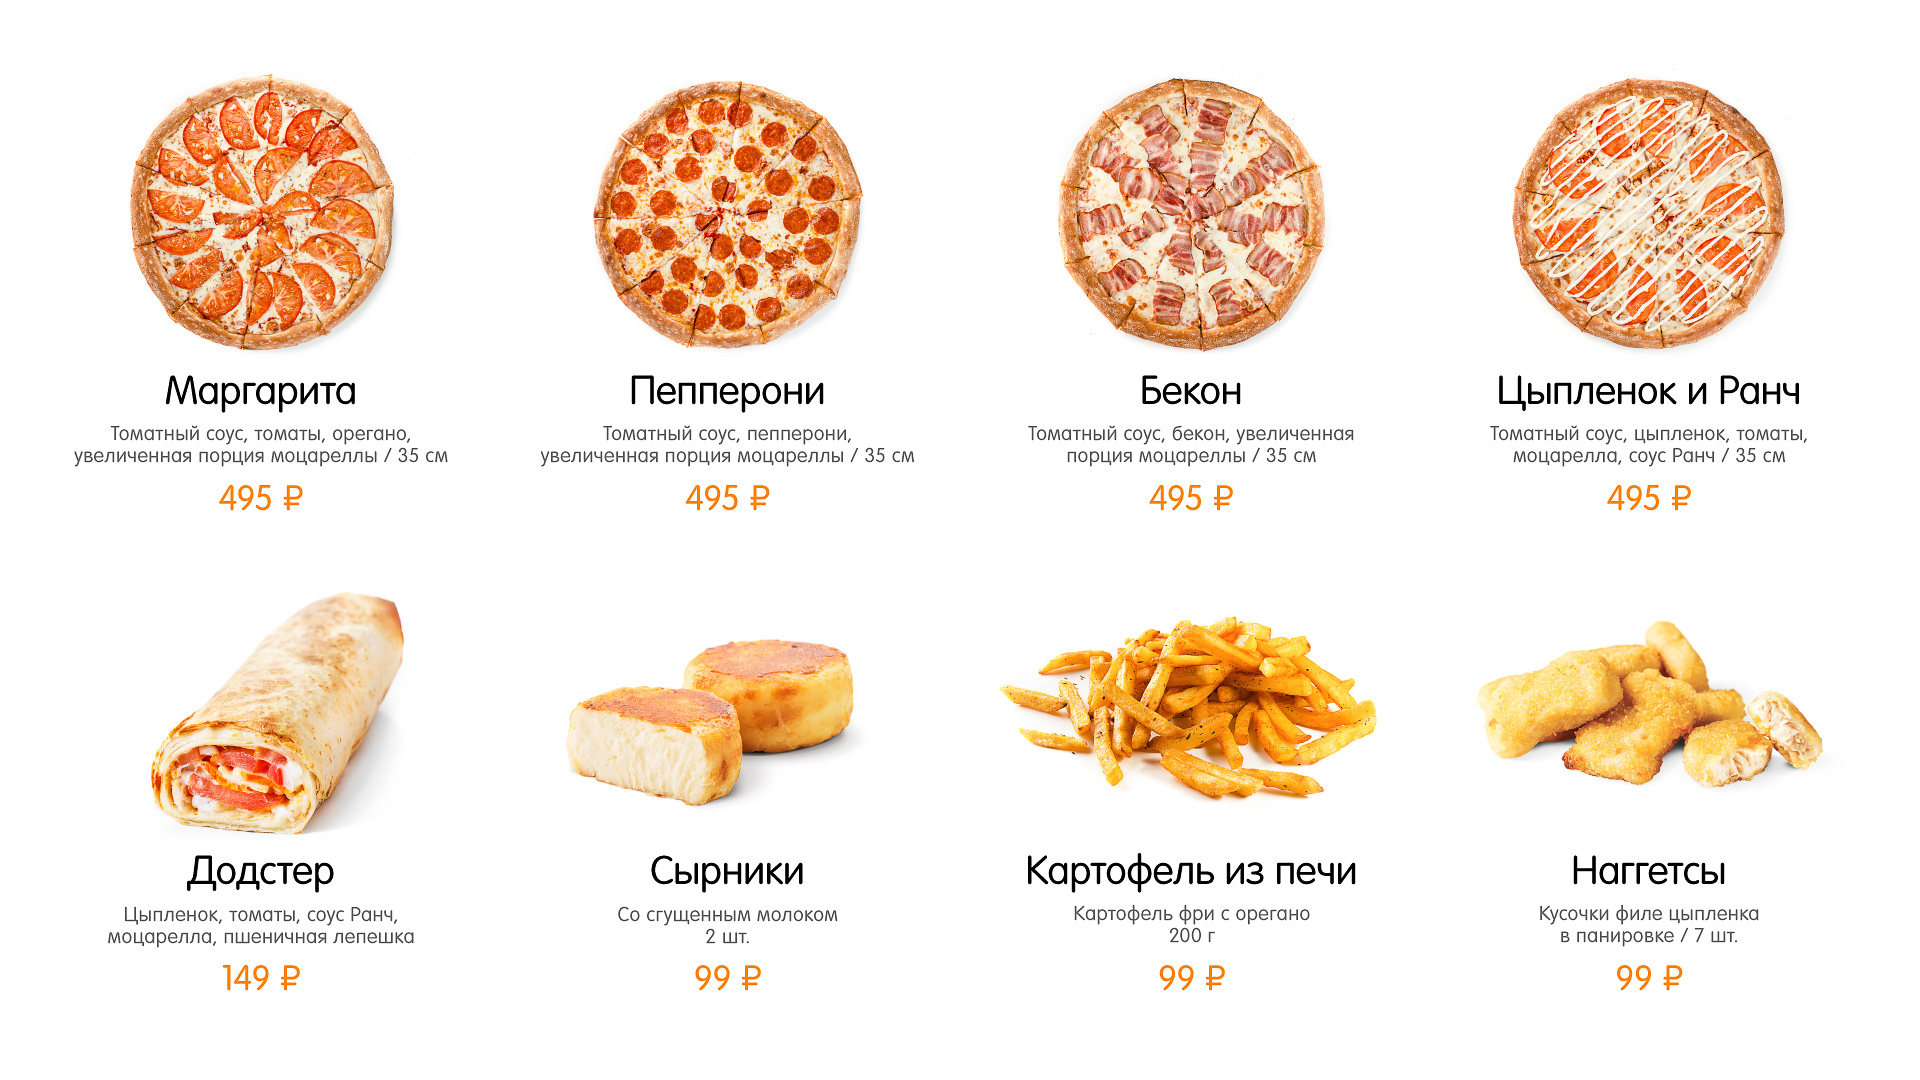 Маргарита
Томатный соус, томаты, орегано,
увеличенная порция моцареллы / 35 см
495 ₽
Пепперони
Томатный соус, пепперони,
увеличенная порция моцареллы / 35 см
495 ₽
Бекон
Томатный соус, бекон, увеличенная
порция моцареллы / 35 см
495 ₽
Цыпленок и Ранч
Томатный соус, цыпленок, томаты,
моцарелла, соус Ранч / 35 см
495 ₽
Додстер
Цыпленок, томаты, соус Ранч,
моцарелла, пшеничная лепешка
149 ₽
Сырники
Со сгущенным молоком
2 шт.
99 ₽
Картофель из печи
Картофель фри с орегано
200 г
99 ₽
Наггетсы
Кусочки филе цыпленка
в панировке / 7 шт.
99 ₽